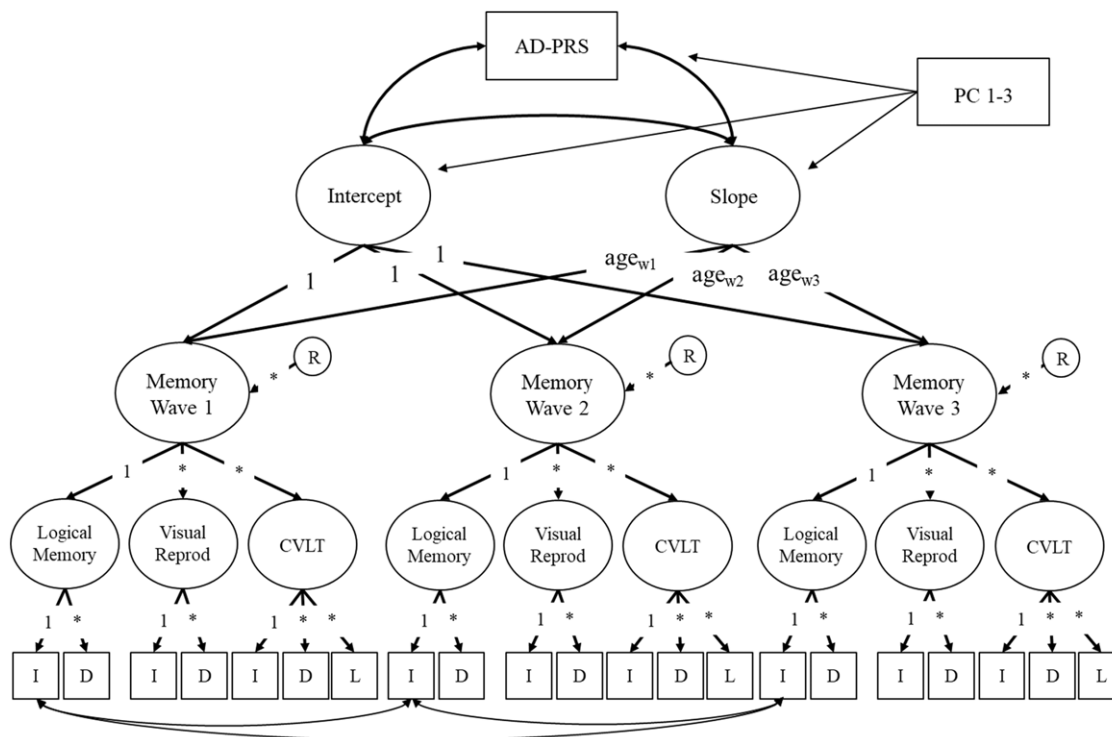 AD-PRS
PC 1-3
Intercept
Slope
1
1
1
age_w1
age_w2
age_w3
R
R
R
*
*
*
Memory
Wave 1
Memory
Wave 2
Memory
Wave 3
1 * *
1 * *
1 * *
Logical
Memory
Visual
Reprod
CVLT
Logical
Memory
Visual
Reprod
CVLT
Logical
Memory
Visual
Reprod
CVLT
1 * 1 * 1 * *
1 * 1 * 1 * *
1 * 1 * 1 * *
I D I D I D L
I D I D I D L
I D I D I D L